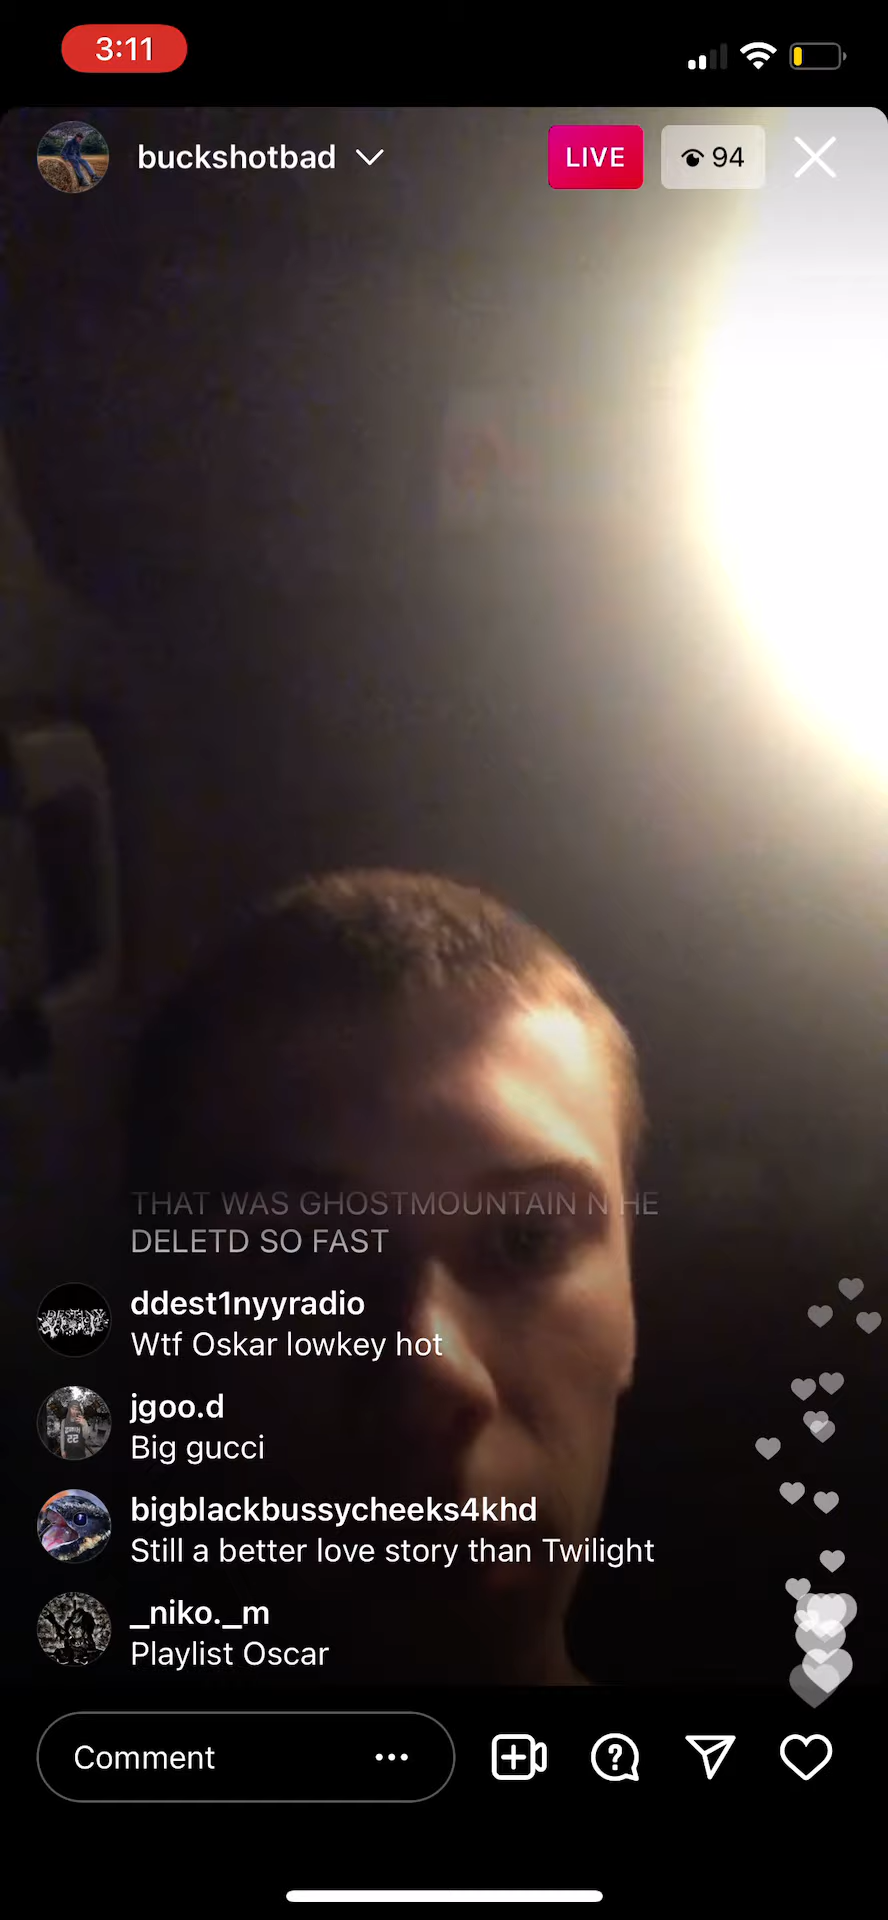 3:11
buckshotbad
LIVE
94
THAT WAS GHOSTMOUNTAIN N HE
DELETD SO FAST
ddest1nyyradio
Wtf Oskar lowkey hot
jgoo.d
Big gucci
bigblackbussycheeks4khd
Still a better love story than Twilight
_niko._m
Playlist Oscar
Comment